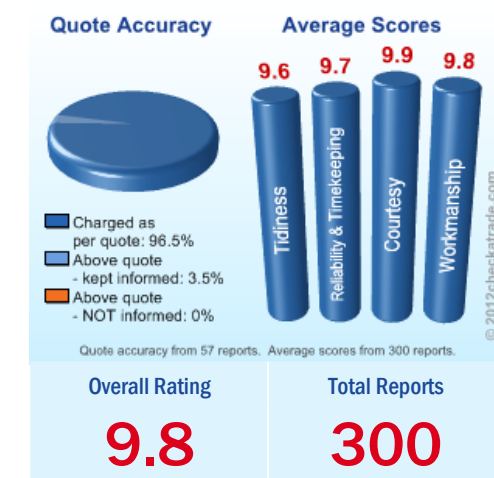 Quote Accuracy
Average Scores
9.6
9.7
9.9
9.8
Tidiness
Reliability & Timekeeping
Courtesy
Workmanship
Charged as
per quote: 96.5%
Above quote
- kept informed: 3.5%
Above quote
- NOT informed: 0%
© 2012checkatrade.com
Quote accuracy from 57 reports. Average scores from 300 reports.
Overall Rating
Total Reports
9.8
300